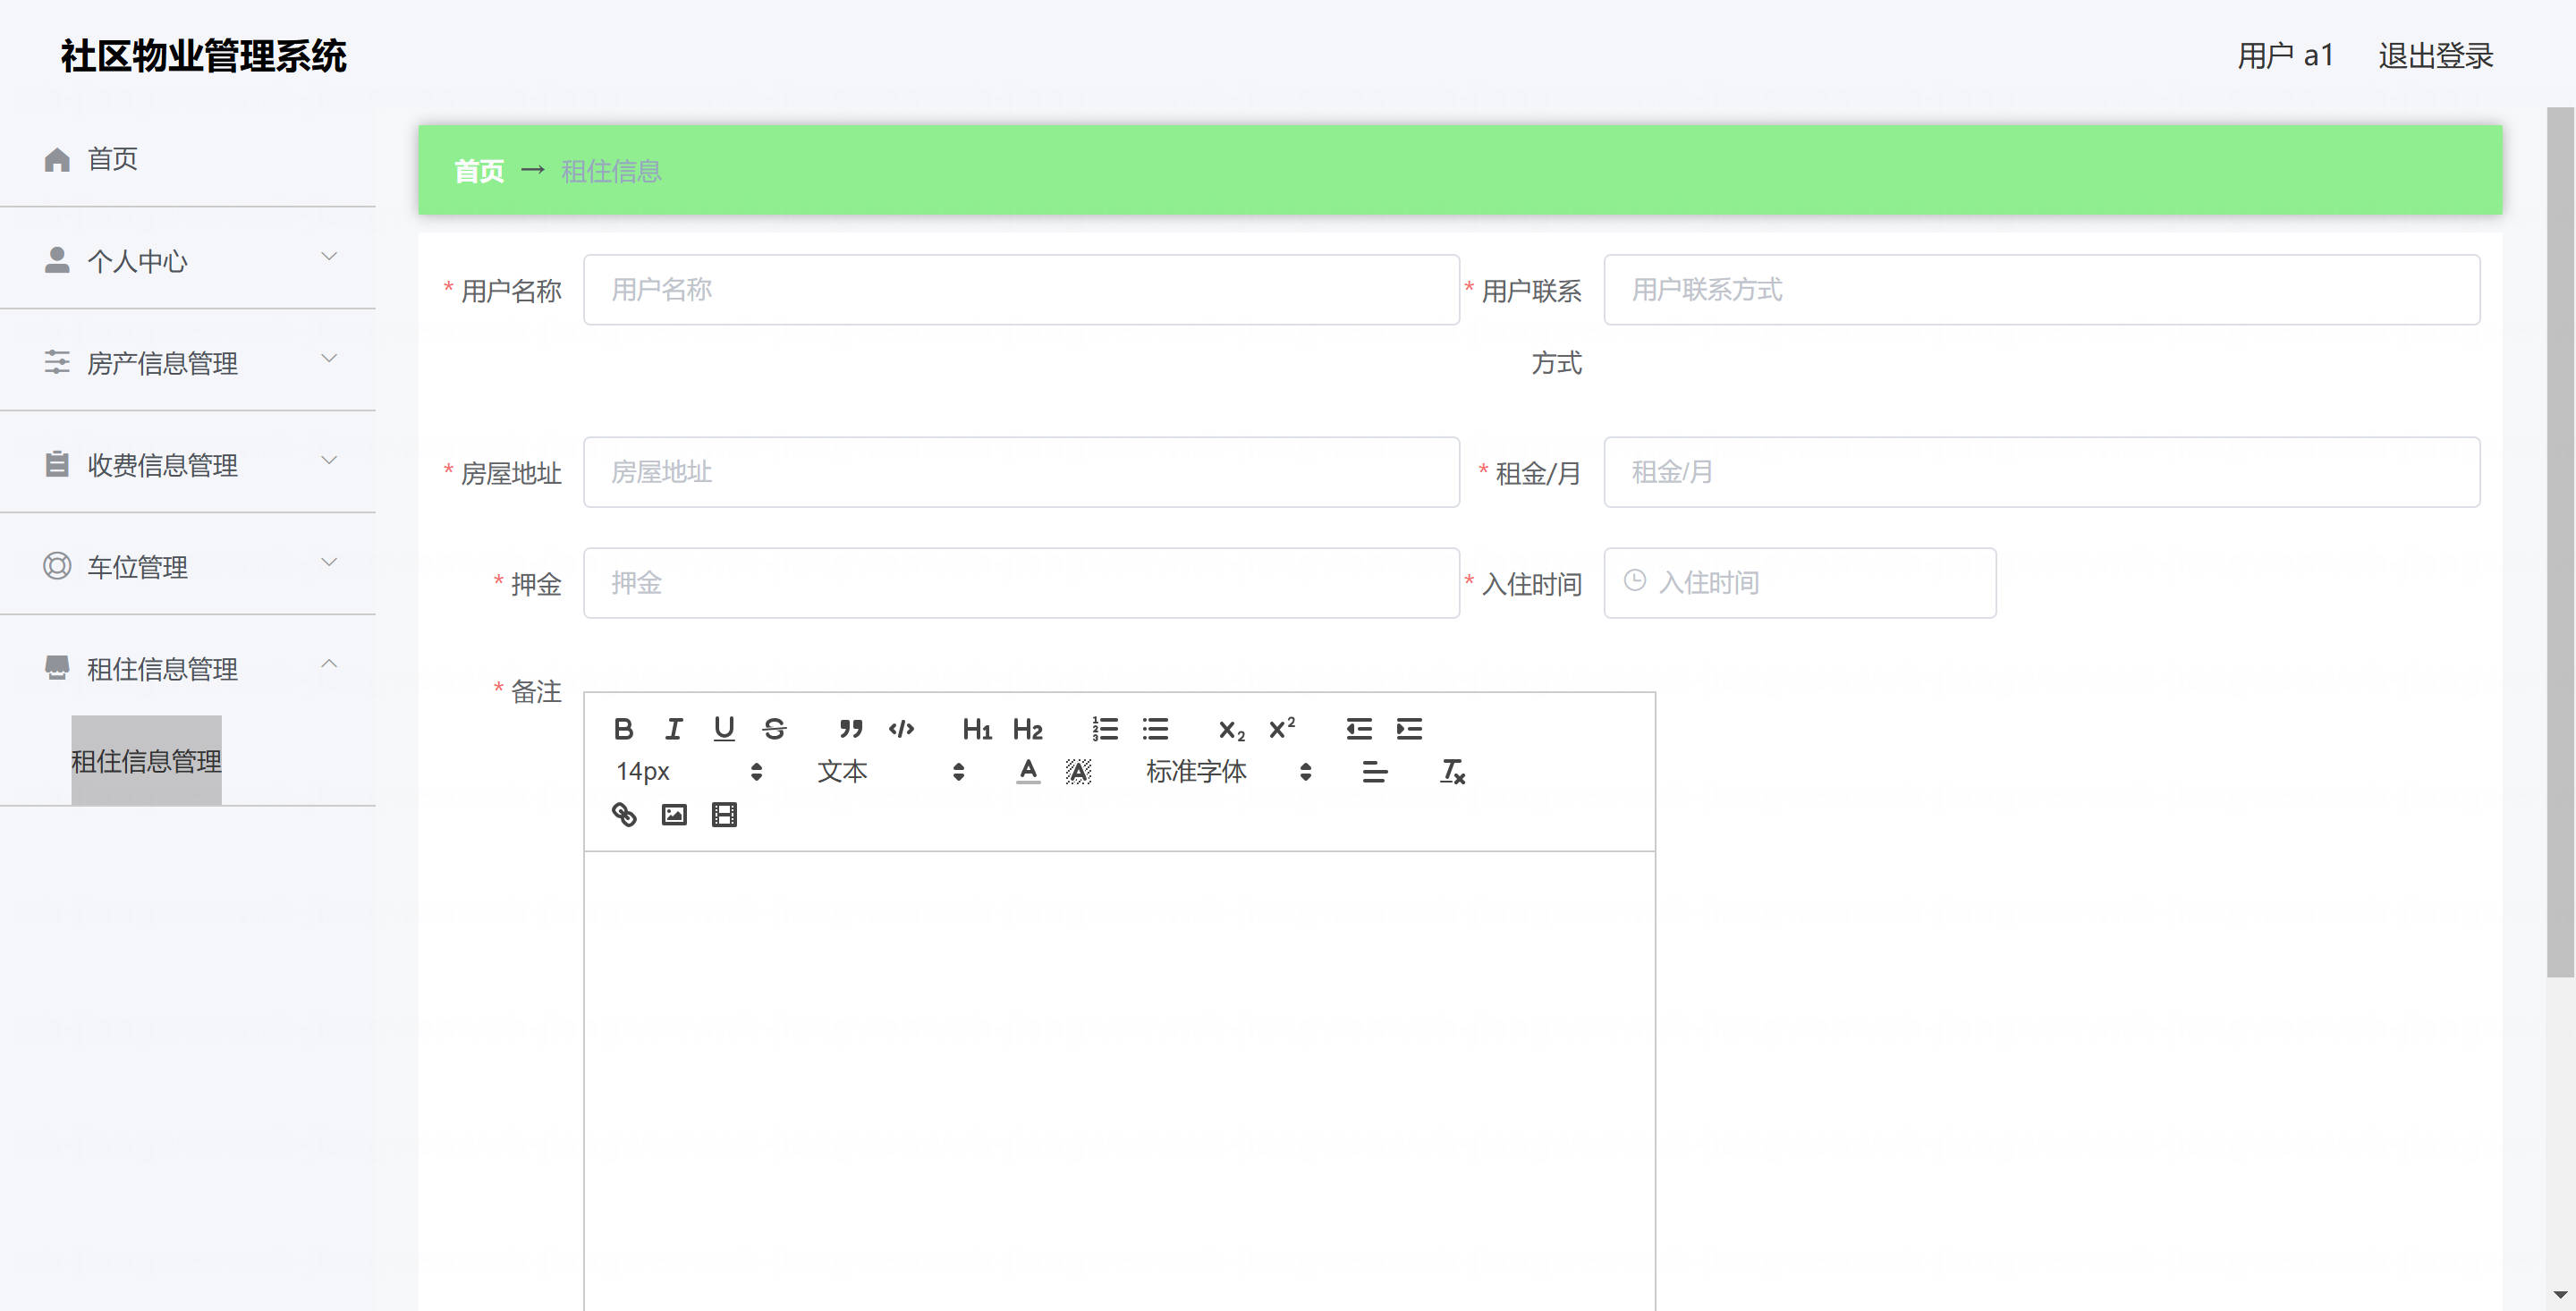 社区物业管理系统
用户 a1
退出登录
首页
个人中心
房产信息管理
收费信息管理
车位管理
租住信息管理
租住信息管理
首页 → 租住信息
* 用户名称
用户名称
* 用户联系
方式
用户联系方式
* 房屋地址
房屋地址
* 租金/月
租金/月
* 押金
押金
* 入住时间
入住时间
* 备注
14px
文本
标准字体